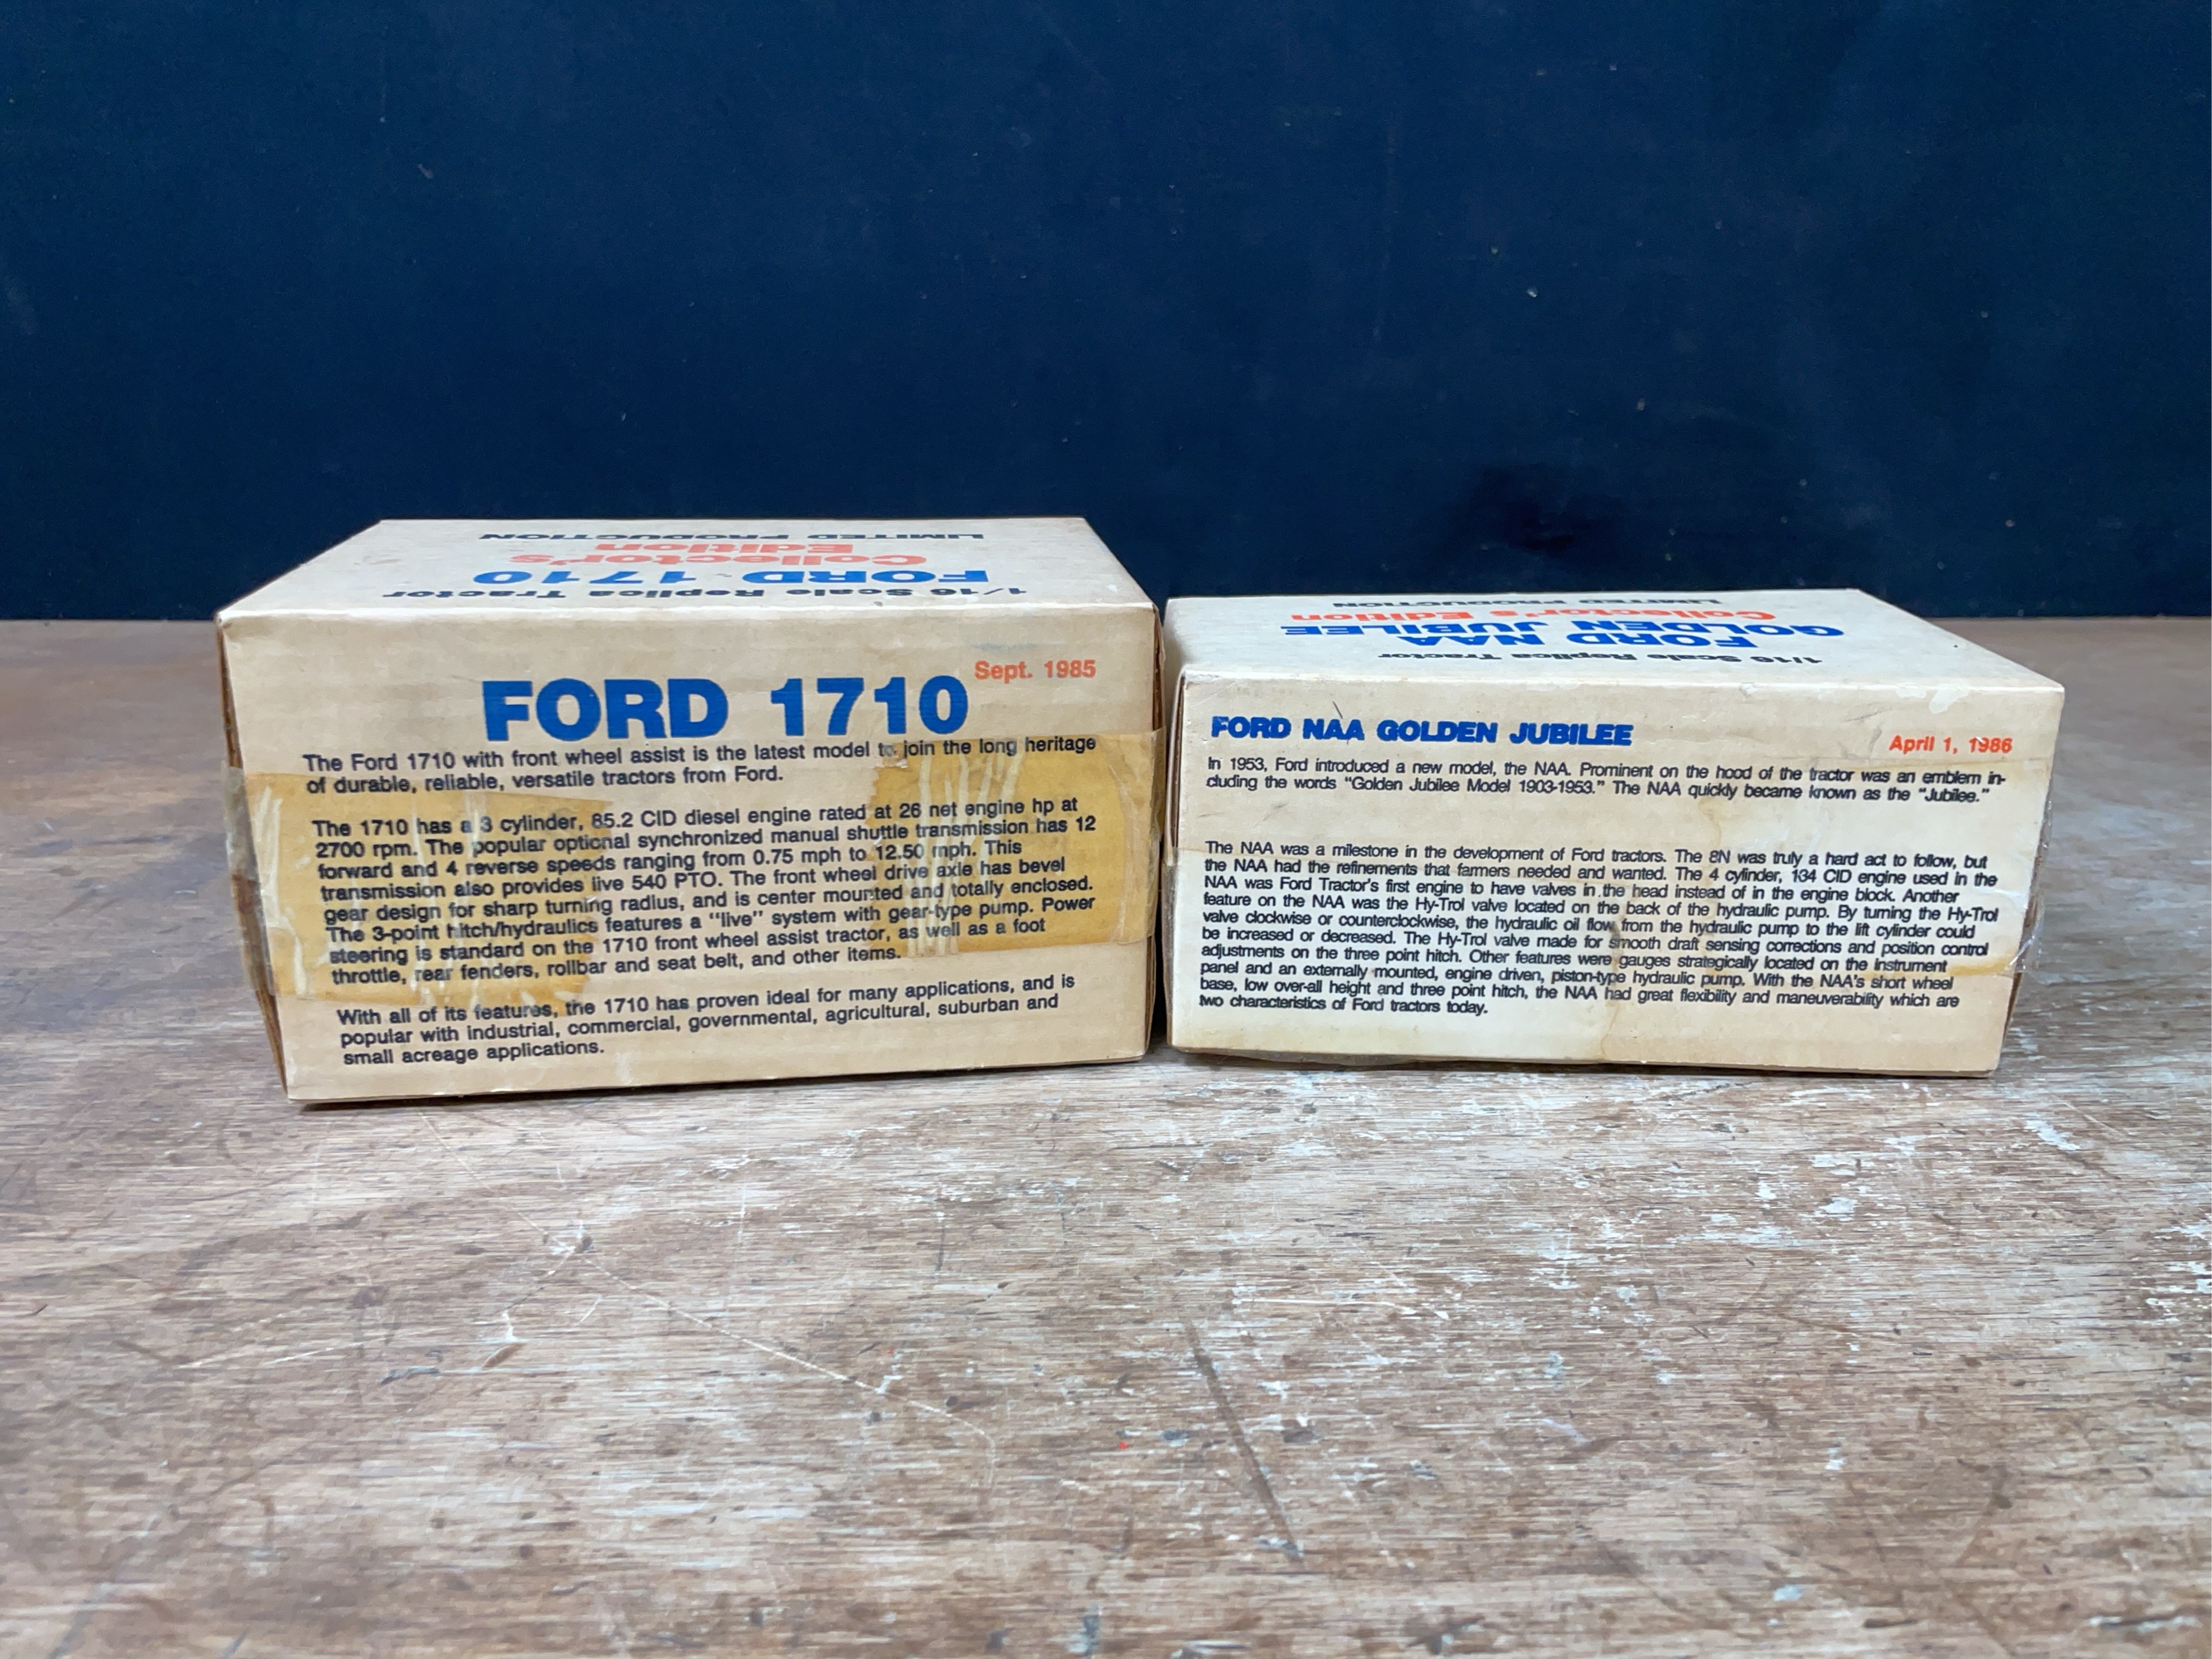 LIMITED PRODUCTION
Collector's
Edition
FORD 1710
1/16 Scale Replica Tractor
Sept. 1985
FORD 1710
The Ford 1710 with front wheel assist is the latest model to join the long heritage
of durable, reliable, versatile tractors from Ford.
The 1710 has a 3 cylinder, 85.2 CID diesel engine rated at 26 net engine hp at
2700 rpm. The popular optional synchronized manual shuttle transmission has 12
forward and 4 reverse speeds ranging from 0.75 mph to 12.50 mph. This
transmission also provides live 540 PTO. The front wheel drive axle has bevel
gear design for sharp turning radius, and is center mounted and totally enclosed.
The 3-point hitch/hydraulics features a "live" system with gear-type pump. Power
steering is standard on the 1710 front wheel assist tractor, as well as a foot
throttle, rear fenders, rollbar and seat belt, and other items.
With all of its features, the 1710 has proven ideal for many applications, and is
popular with industrial, commercial, governmental, agricultural, suburban and
small acreage applications.
LIMITED PRODUCTION
Collector's Edition
GOLDEN JUBILEE
FORD NAA
1/16 Scale Replica Tractor
FORD NAA GOLDEN JUBILEE
April 1, 1986
In 1953, Ford introduced a new model, the NAA. Prominent on the hood of the tractor was an emblem in-
cluding the words "Golden Jubilee Model 1903-1953." The NAA quickly became known as the "Jubilee."
The NAA was a milestone in the development of Ford tractors. The 8N was truly a hard act to follow, but
the NAA had the refinements that farmers needed and wanted. The 4 cylinder, 134 CID engine used in the
NAA was Ford Tractor's first engine to have valves in the head instead of in the engine block. Another
feature on the NAA was the Hy-Trol valve located on the back of the hydraulic pump. By turning the Hy-Trol
valve clockwise or counterclockwise, the hydraulic oil flow from the hydraulic pump to the lift cylinder could
be increased or decreased. The Hy-Trol valve made for smooth draft sensing corrections and position control
adjustments on the three point hitch. Other features were gauges strategically located on the instrument
panel and an externally mounted, engine driven, piston-type hydraulic pump. With the NAA's short wheel
base, low over-all height and three point hitch, the NAA had great flexibility and maneuverability which are
two characteristics of Ford tractors today.